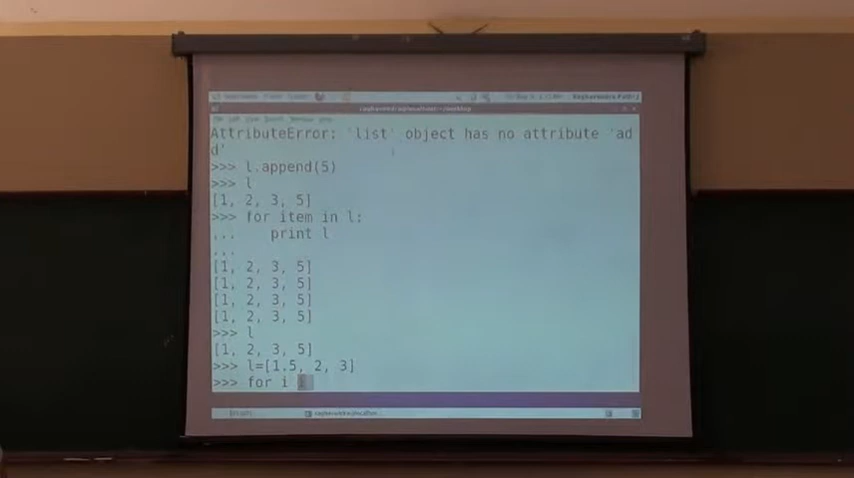 AttributeError: 'list' object has no attribute 'ad
d'
>>> l.append(5)
>>> l
[1, 2, 3, 5]
>>> for item in l:
...     print l
...
[1, 2, 3, 5]
[1, 2, 3, 5]
[1, 2, 3, 5]
[1, 2, 3, 5]
>>> l
[1, 2, 3, 5]
>>> l=[1.5, 2, 3]
>>> for i i